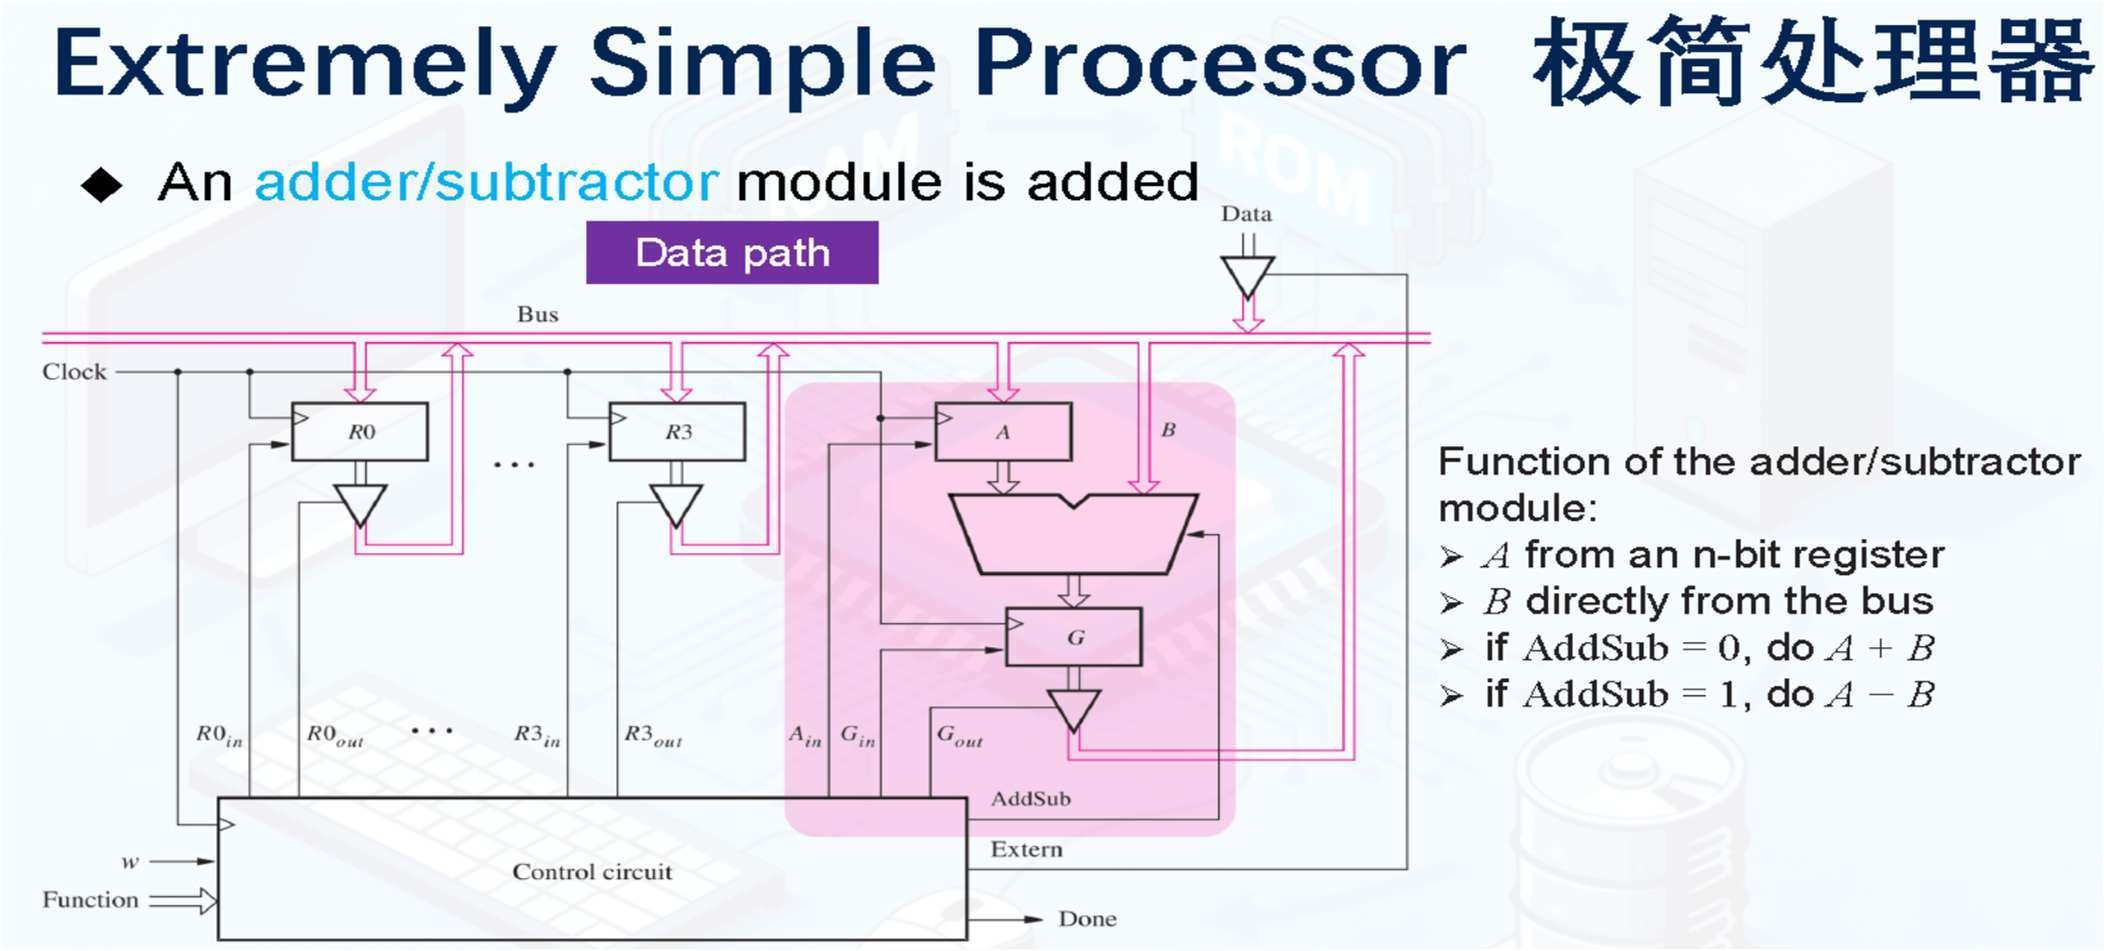 Extremely Simple Processor 极简处理器
◆ An adder/subtractor module is added
Data path
Data
Bus
Clock
R0
R3
A
B
...
G
R0in
R0out
...
R3in
R3out
Ain
Gin
Gout
AddSub
Extern
w
Function
Control circuit
Done
Function of the adder/subtractor
module:
➢ A from an n-bit register
➢ B directly from the bus
➢ if AddSub = 0, do A + B
➢ if AddSub = 1, do A − B
RAM
ROM